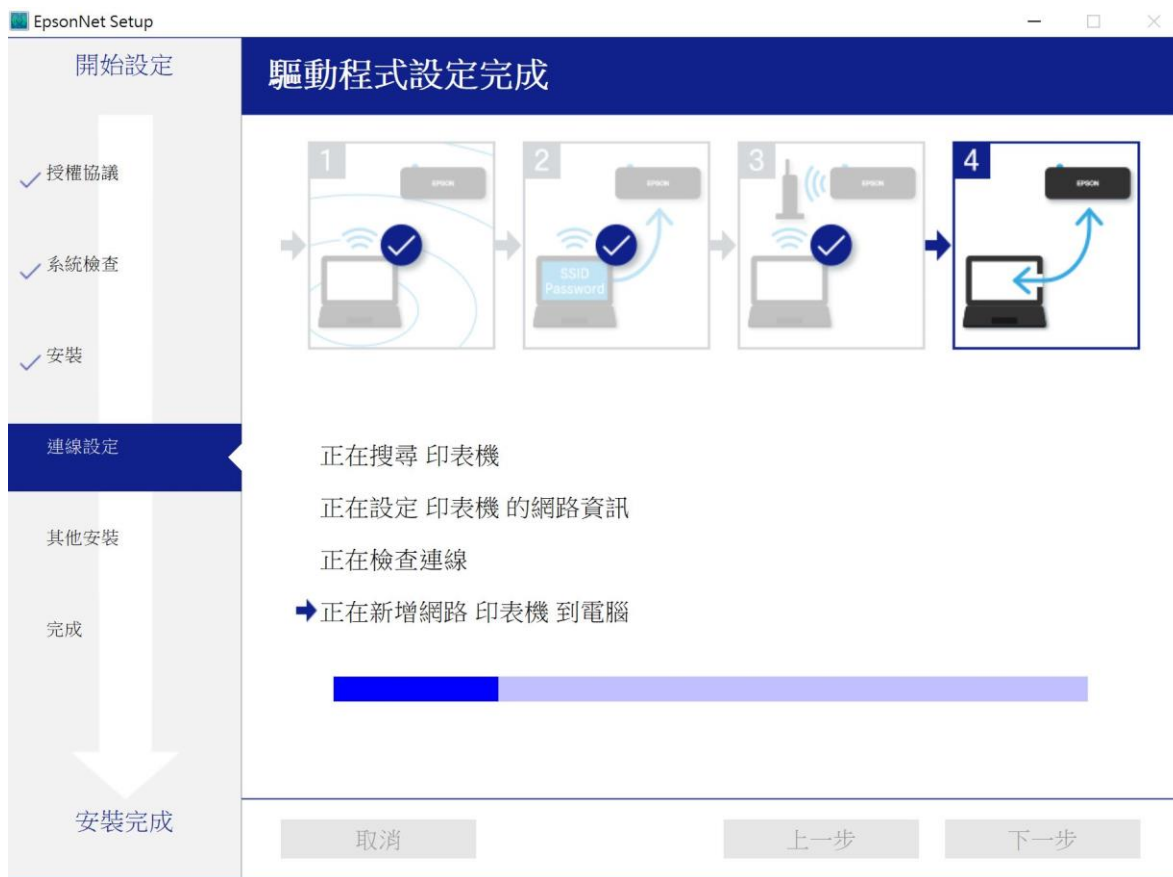 EpsonNet Setup
開始設定
驅動程式設定完成
授權協議
系統檢查
安裝
連線設定
其他安裝
完成
安裝完成
1
EPSON
2
EPSON
SSID
Password
3
EPSON
4
EPSON
正在搜尋 印表機
正在設定 印表機 的網路資訊
正在檢查連線
正在新增網路 印表機 到電腦
取消
上一步
下一步